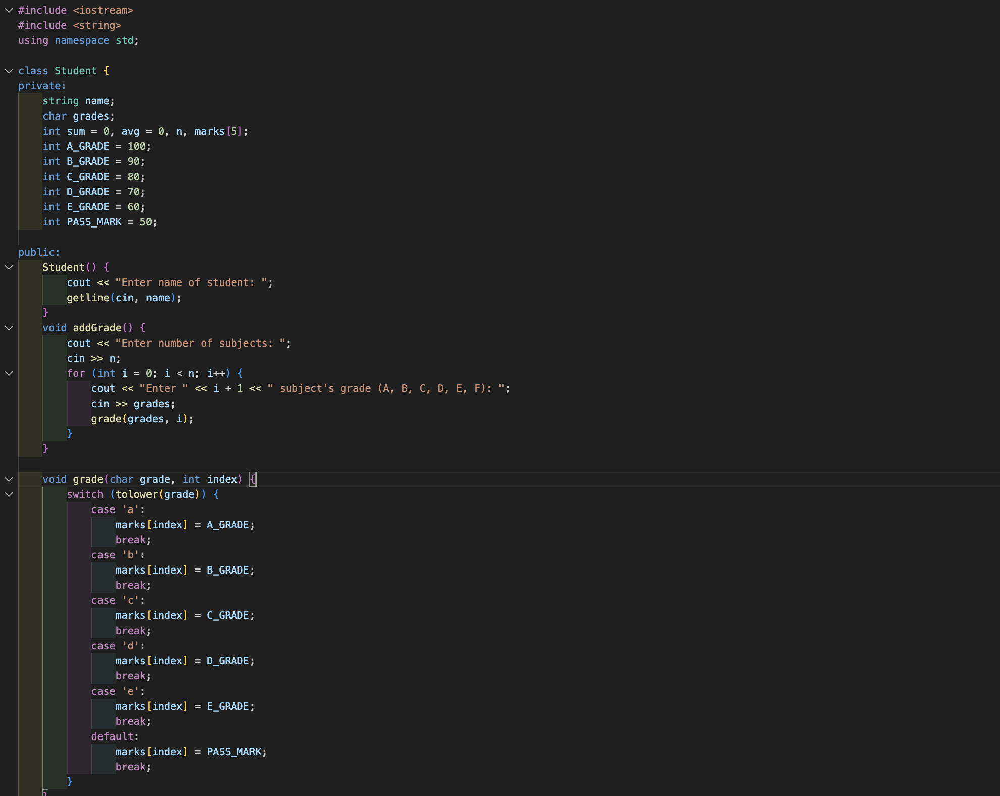 #include <iostream>
#include <string>
using namespace std;

class Student {
private:
    string name;
    char grades;
    int sum = 0, avg = 0, n, marks[5];
    int A_GRADE = 100;
    int B_GRADE = 90;
    int C_GRADE = 80;
    int D_GRADE = 70;
    int E_GRADE = 60;
    int PASS_MARK = 50;

public:
    Student() {
        cout << "Enter name of student: ";
        getline(cin, name);
    }
    void addGrade() {
        cout << "Enter number of subjects: ";
        cin >> n;
        for (int i = 0; i < n; i++) {
            cout << "Enter " << i + 1 << " subject's grade (A, B, C, D, E, F): ";
            cin >> grades;
            grade(grades, i);
        }
    }

    void grade(char grade, int index) {
        switch (tolower(grade)) {
            case 'a':
                marks[index] = A_GRADE;
                break;
            case 'b':
                marks[index] = B_GRADE;
                break;
            case 'c':
                marks[index] = C_GRADE;
                break;
            case 'd':
                marks[index] = D_GRADE;
                break;
            case 'e':
                marks[index] = E_GRADE;
                break;
            default:
                marks[index] = PASS_MARK;
                break;
        }
    }